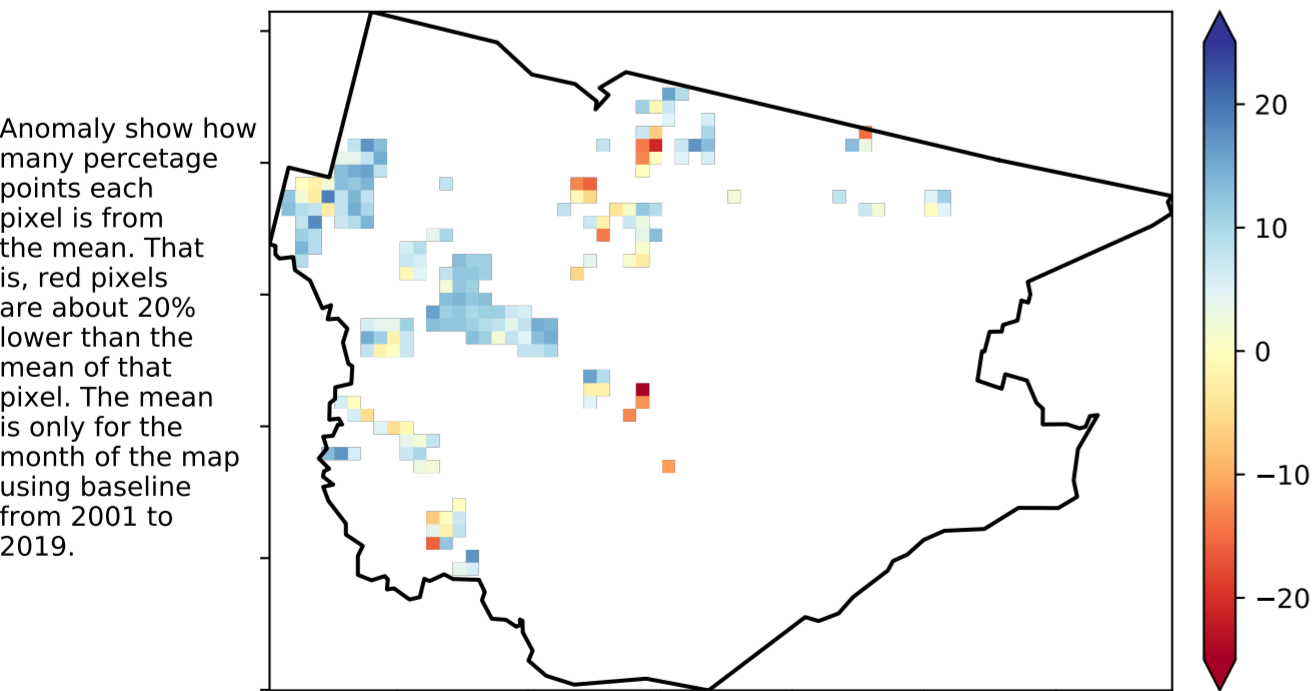 Anomaly show how
many percetage
points each
pixel is from
the mean. That
is, red pixels
are about 20%
lower than the
mean of that
pixel. The mean
is only for the
month of the map
using baseline
from 2001 to
2019.
20
10
0
−10
−20